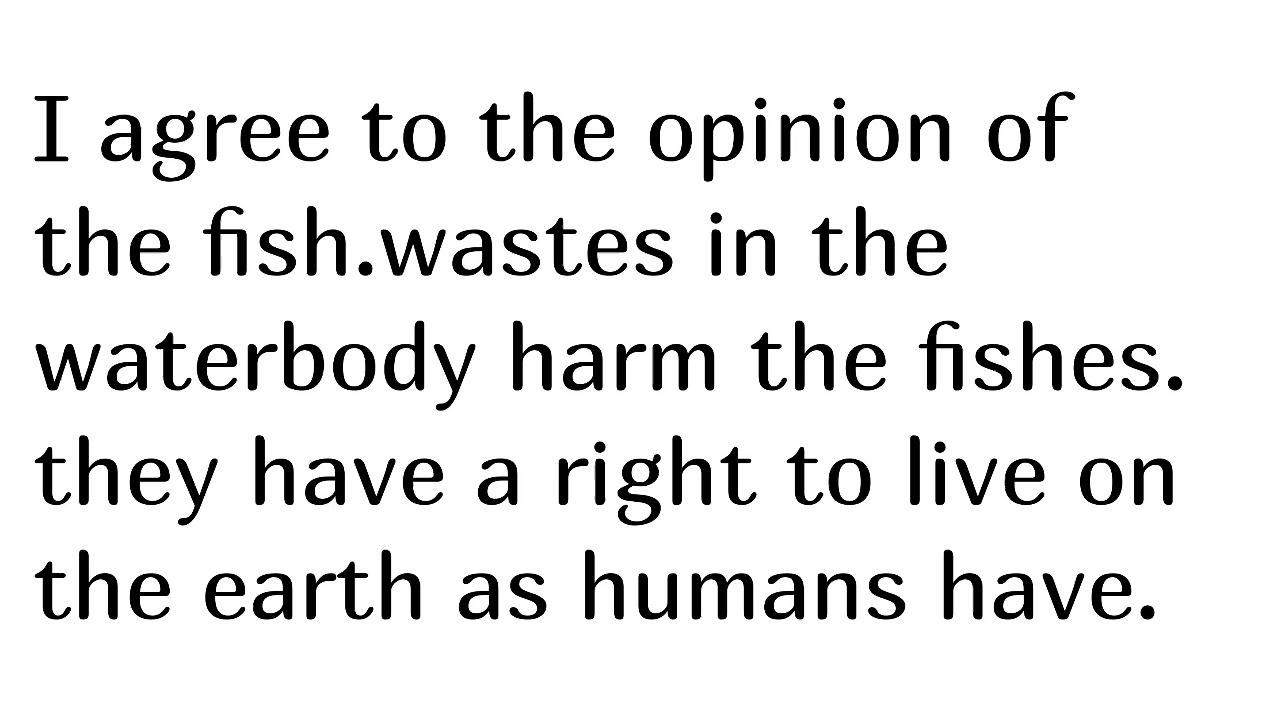 I agree to the opinion of
the fish.wastes in the
waterbody harm the fishes.
they have a right to live on
the earth as humans have.